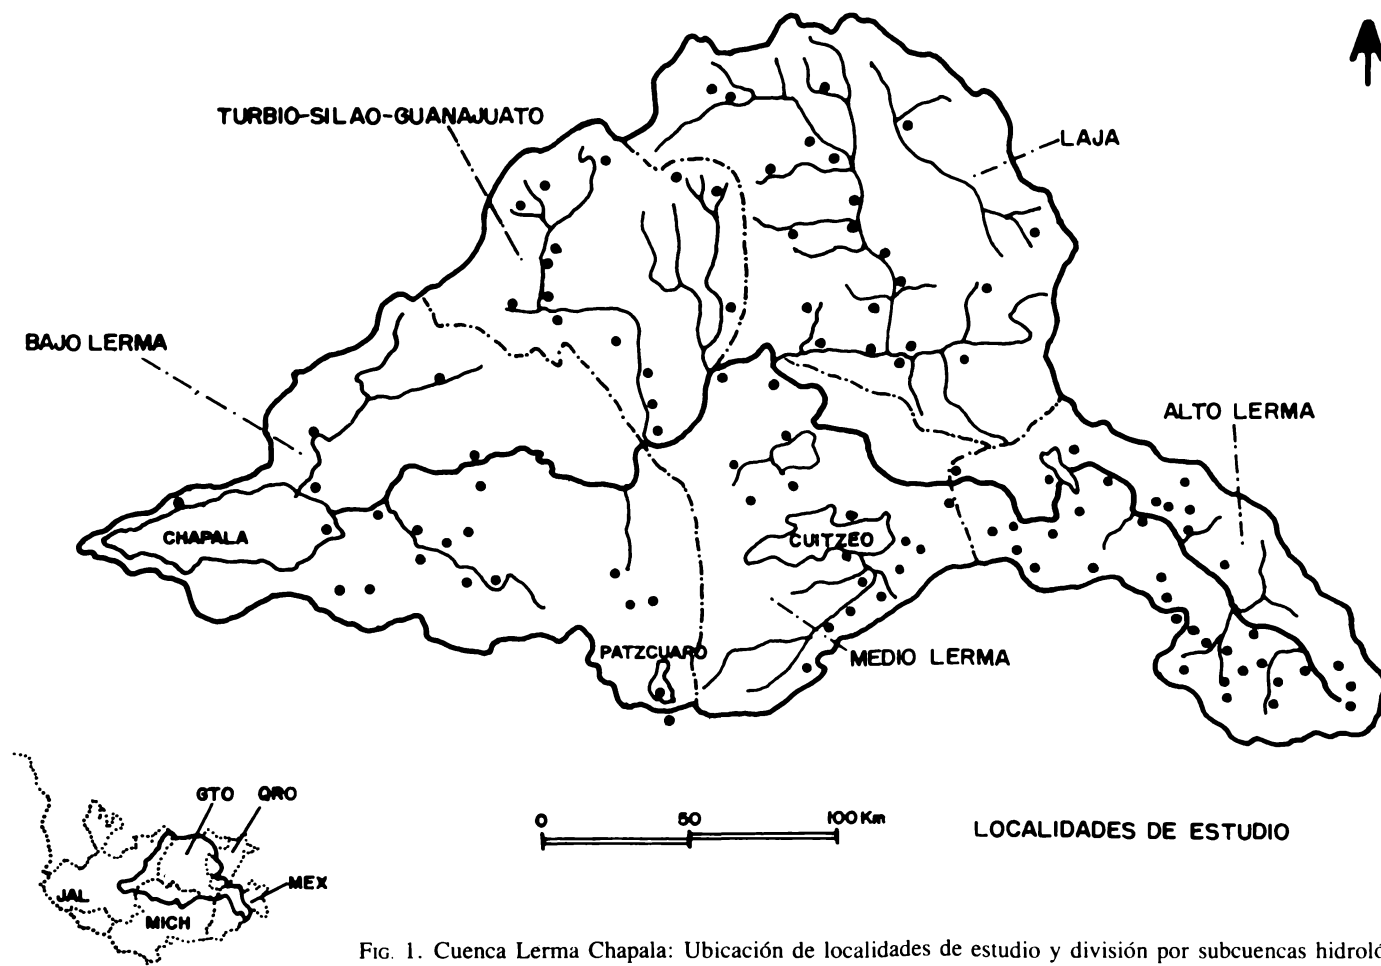 TURBIO-SILAO-GUANAJUATO
LAJA
BAJO LERMA
ALTO LERMA
CHAPALA
CUITZEO
PATZCUARO
MEDIO LERMA
GTO QRO
0 50 100 Km
LOCALIDADES DE ESTUDIO
JAL
MEX
MICH
FIG. 1. Cuenca Lerma Chapala: Ubicación de localidades de estudio y división por subcuencas